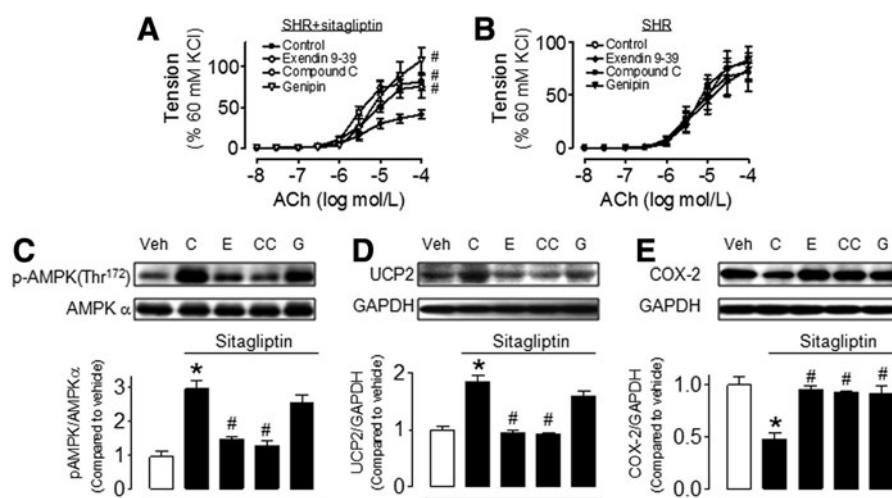 A
SHR+sitagliptin
Control
Exendin 9-39
Compound C
Genipin
Tension
(% 60 mM KCl)
100
50
0
#
#
#
-8 -7 -6 -5 -4
ACh (log mol/L)
B
SHR
Control
Exendin 9-39
Compound C
Genipin
Tension
(% 60 mM KCl)
100
50
0
-8 -7 -6 -5 -4
ACh (log mol/L)
C
Veh C E CC G
p-AMPK(Thr172)
AMPK α
Sitagliptin
pAMPK/AMPKα
(Compared to vehicle)
3
2
1
0
* # #
D
Veh C E CC G
UCP2
GAPDH
Sitagliptin
UCP2/GAPDH
(Compared to vehicle)
2
1
0
* # #
E
Veh C E CC G
COX-2
GAPDH
Sitagliptin
COX-2/GAPDH
(Compared to vehicle)
1.0
0.5
0.0
* # # #